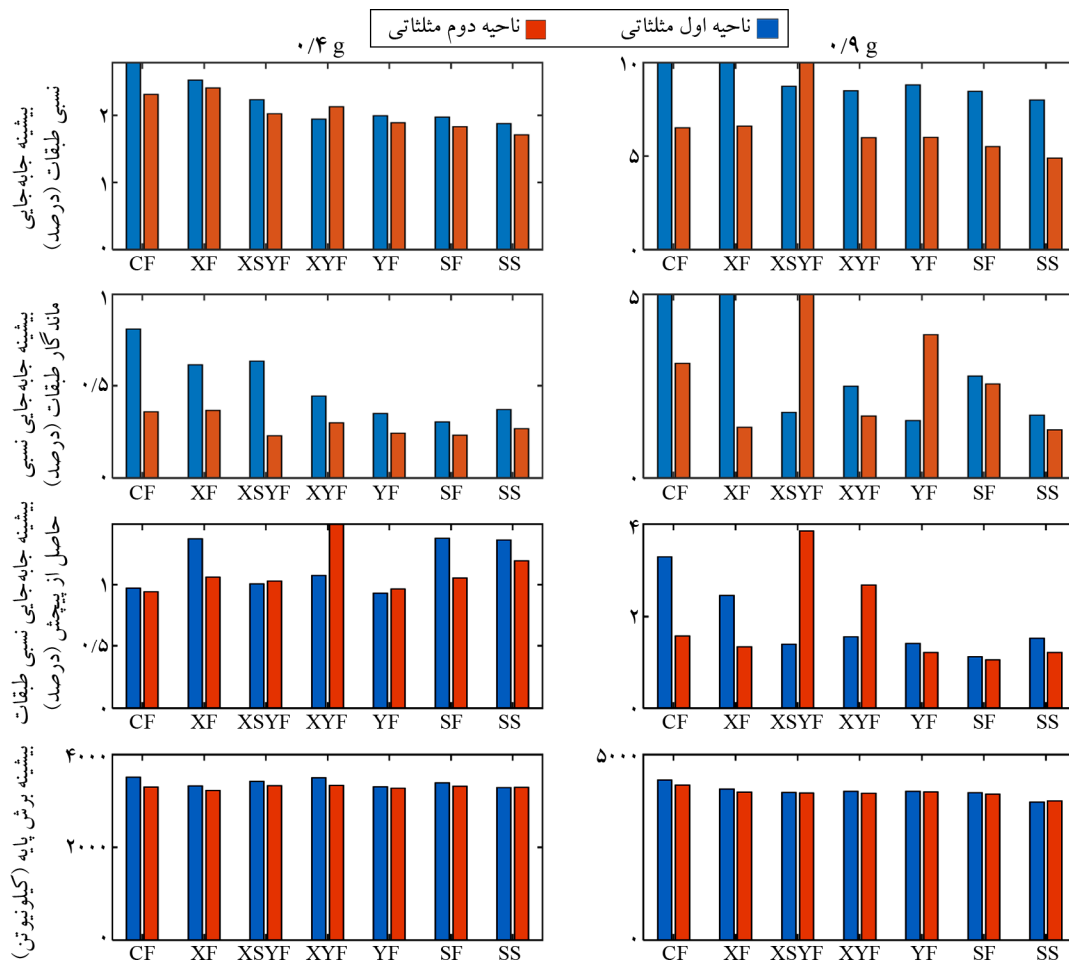 ناحیه اول مثلثاتی ناحیه دوم مثلثاتی
۰/۴ g
۰/۹ g
بیشینه جابه‌جایی
نسبی طبقات (درصد)
۲
۱
۰
CF XF XSYF XYF YF SF SS
۱۰
۵
۰
CF XF XSYF XYF YF SF SS
بیشینه جابه‌جایی نسبی
ماندگار طبقات (درصد)
۱
۰/۵
۰
CF XF XSYF XYF YF SF SS
۵
۰
CF XF XSYF XYF YF SF SS
بیشینه جابه‌جایی نسبی طبقات
حاصل از پیچش (درصد)
۱
۰/۵
۰
CF XF XSYF XYF YF SF SS
۴
۲
۰
CF XF XSYF XYF YF SF SS
بیشینه برش پایه (کیلونیوتن)
۴۰۰۰
۲۰۰۰
۰
CF XF XSYF XYF YF SF SS
۵۰۰۰
۰
CF XF XSYF XYF YF SF SS